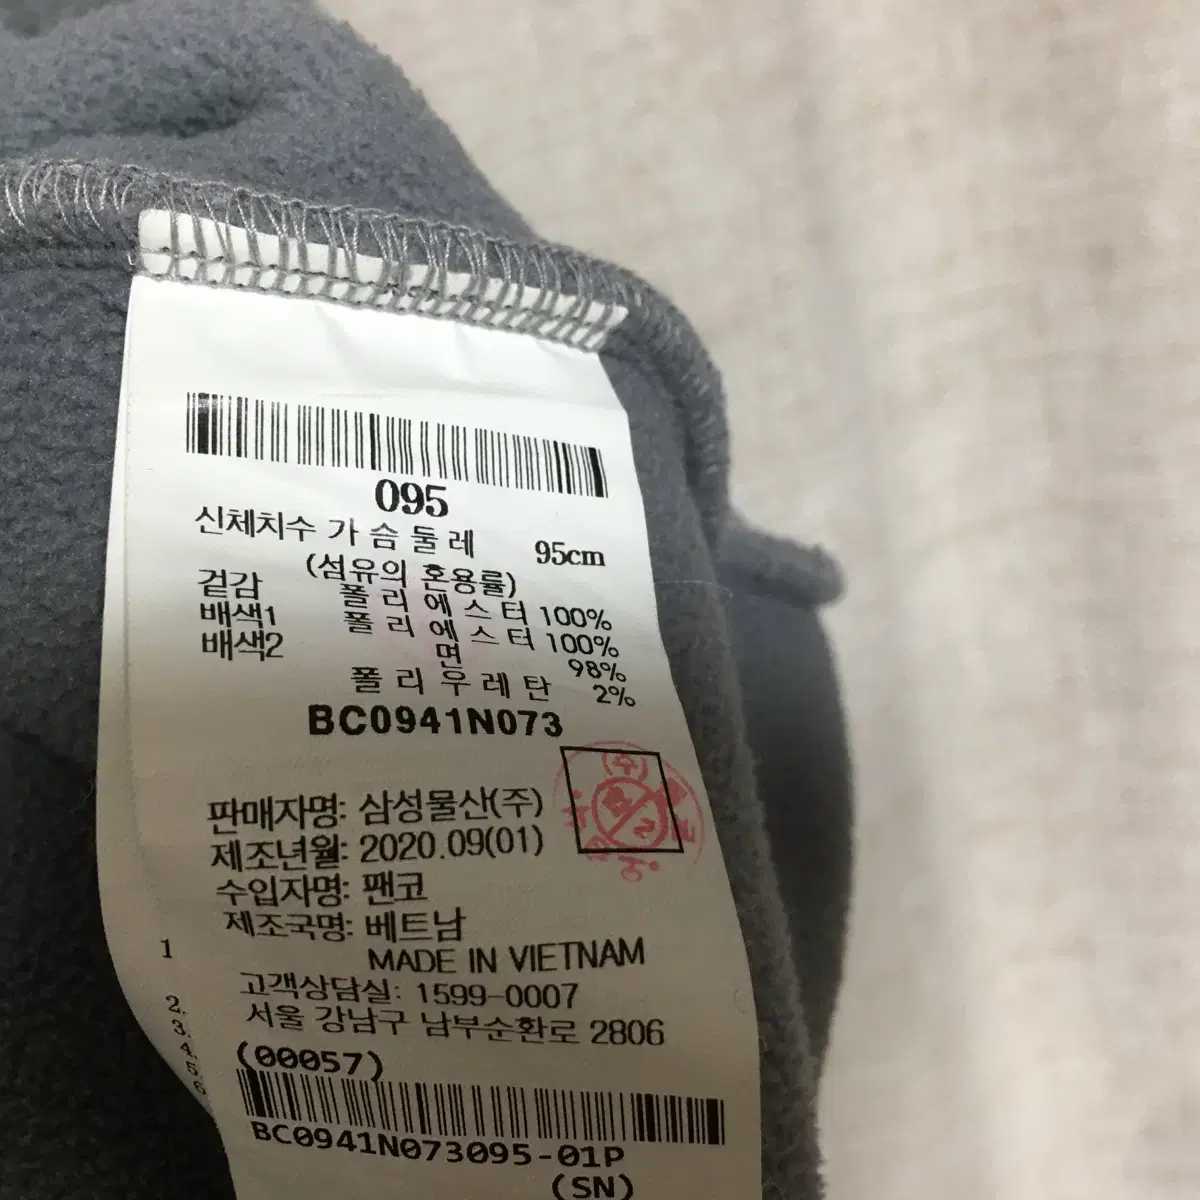 095
신체치수 가 슴 둘 레 95cm
(섬유의 혼용률)
겉감 폴 리 에 스 터 100%
배색1 폴 리 에 스 터 100%
배색2 면 98%
폴 리 우 레 탄 2%
BC0941N073
(주)
판매자명: 삼성물산(주)
제조년월: 2020.09(01)
수입자명: 팬코
제조국명: 베트남
MADE IN VIETNAM
고객상담실: 1599-0007
서울 강남구 남부순환로 2806
(00057)
BC0941N073095-01P
(SN)
1
2.
3.
4.
5.
6